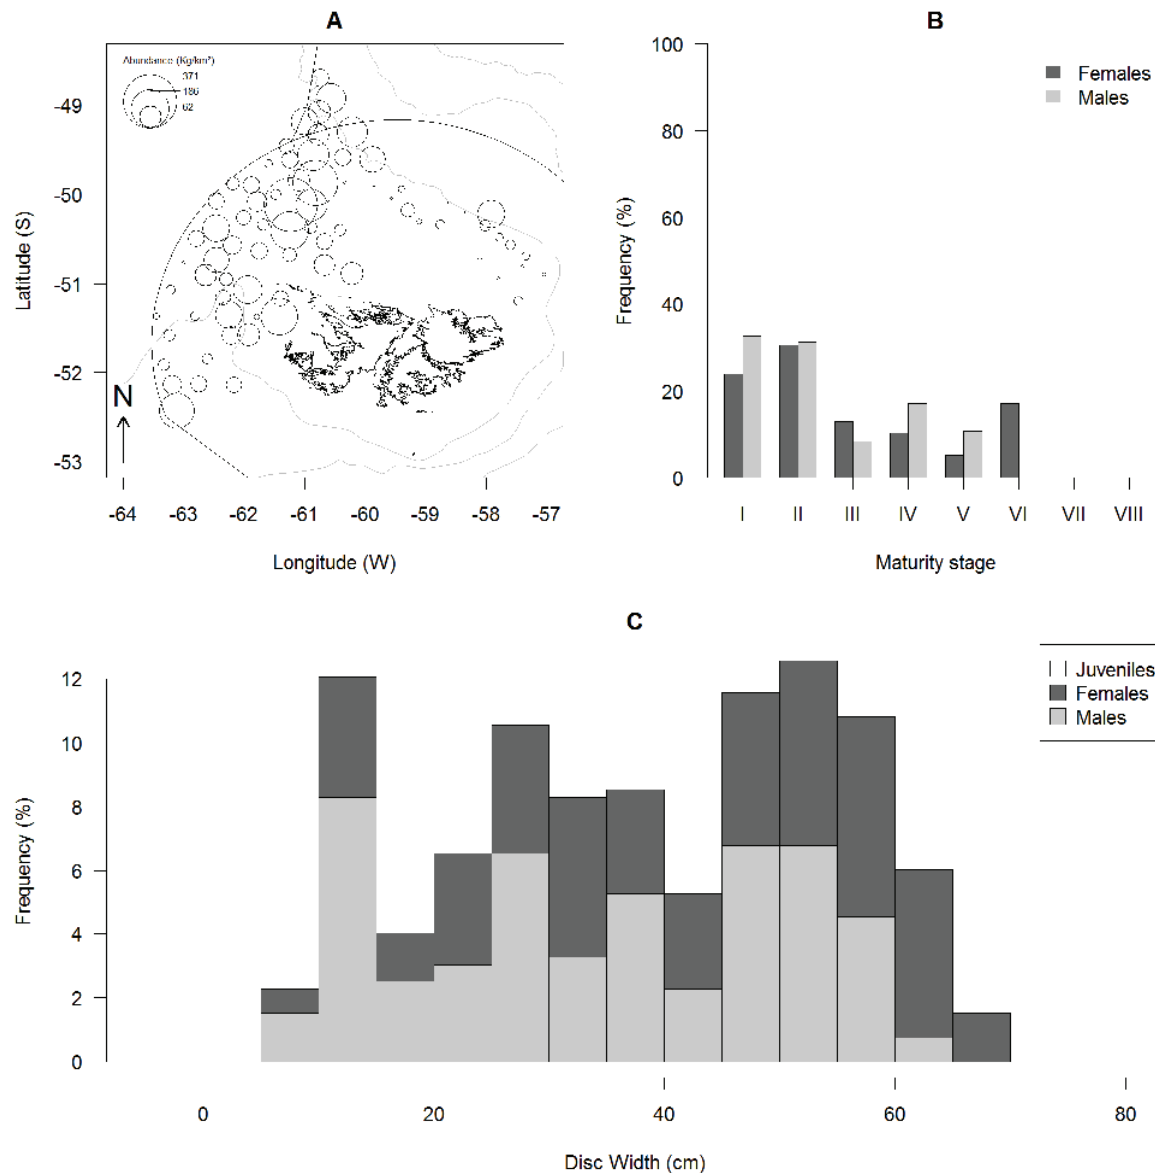 A
Abundance (Kg/km²)
371
186
62
-49
-50
-51
-52
-53
Latitude (S)
N
-64 -63 -62 -61 -60 -59 -58 -57
Longitude (W)
B
100
80
60
40
20
0
Frequency (%)
Females
Males
I II III IV V VI VII VIII
Maturity stage
C
12
10
8
6
4
2
0
Frequency (%)
Juveniles
Females
Males
0 20 40 60 80
Disc Width (cm)